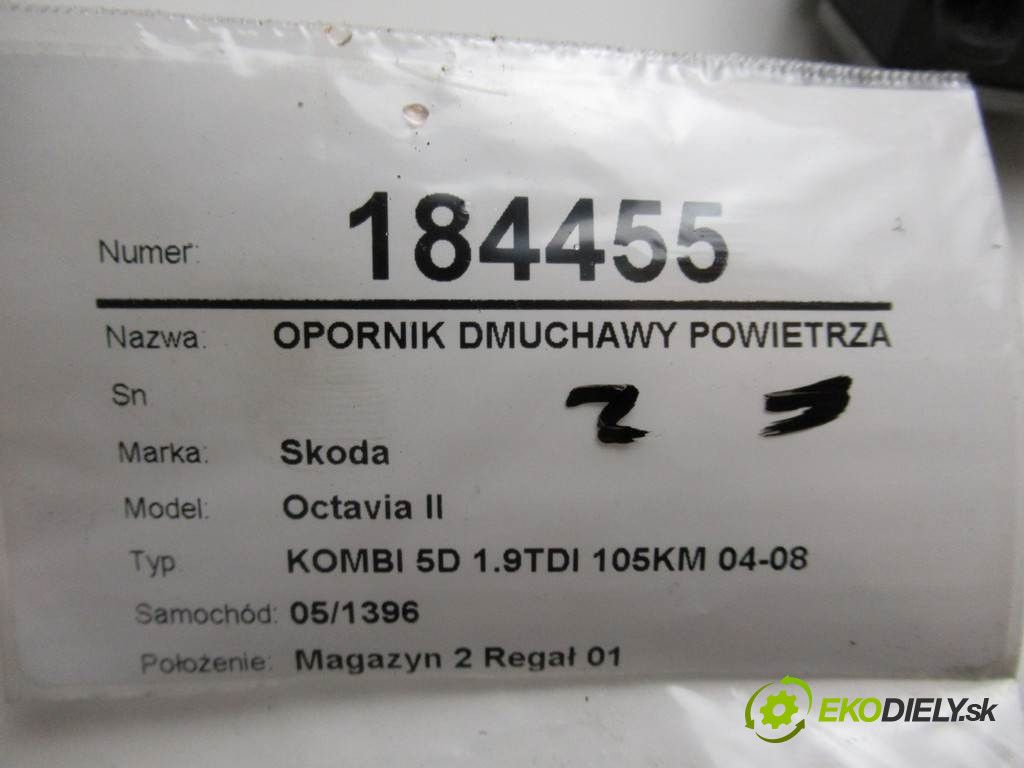 Numer: 184455
Nazwa: OPORNIK DMUCHAWY POWIETRZA
Sn
Marka: Skoda
Model: Octavia II
Typ KOMBI 5D 1.9TDI 105KM 04-08
Samochód: 05/1396
Położenie: Magazyn 2 Regał 01
EKODIELY.sk